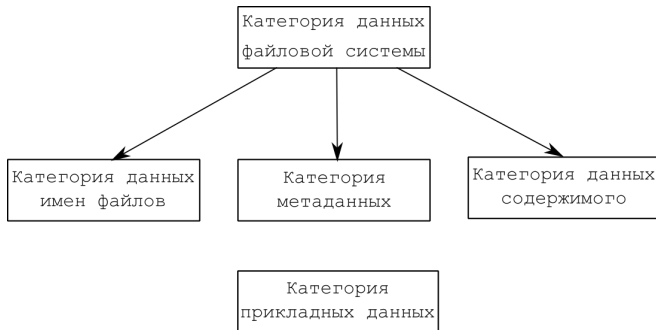 Категория данных
файловой системы
Категория данных
имен файлов
Категория
метаданных
Категория данных
содержимого
Категория
прикладных данных